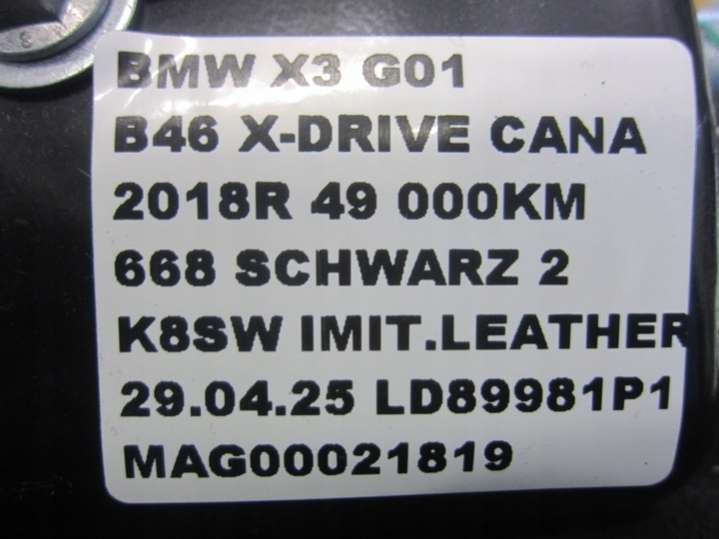 BMW X3 G01
B46 X-DRIVE CANA
2018R 49 000KM
668 SCHWARZ 2
K8SW IMIT.LEATHER
29.04.25 LD89981P1
MAG00021819